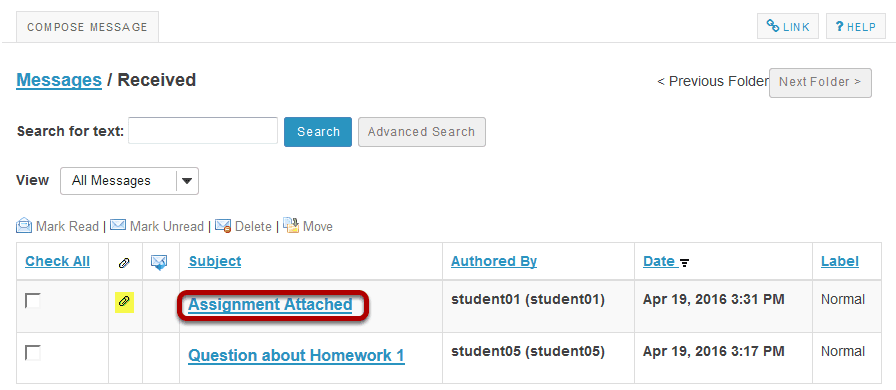 COMPOSE MESSAGE
LINK
? HELP
Messages / Received
< Previous Folder
Next Folder >
Search for text:
Search
Advanced Search
View
All Messages
Mark Read | Mark Unread | Delete | Move
Check All Subject Authored By Date Label
Assignment Attached student01 (student01) Apr 19, 2016 3:31 PM Normal
Question about Homework 1 student05 (student05) Apr 19, 2016 3:17 PM Normal